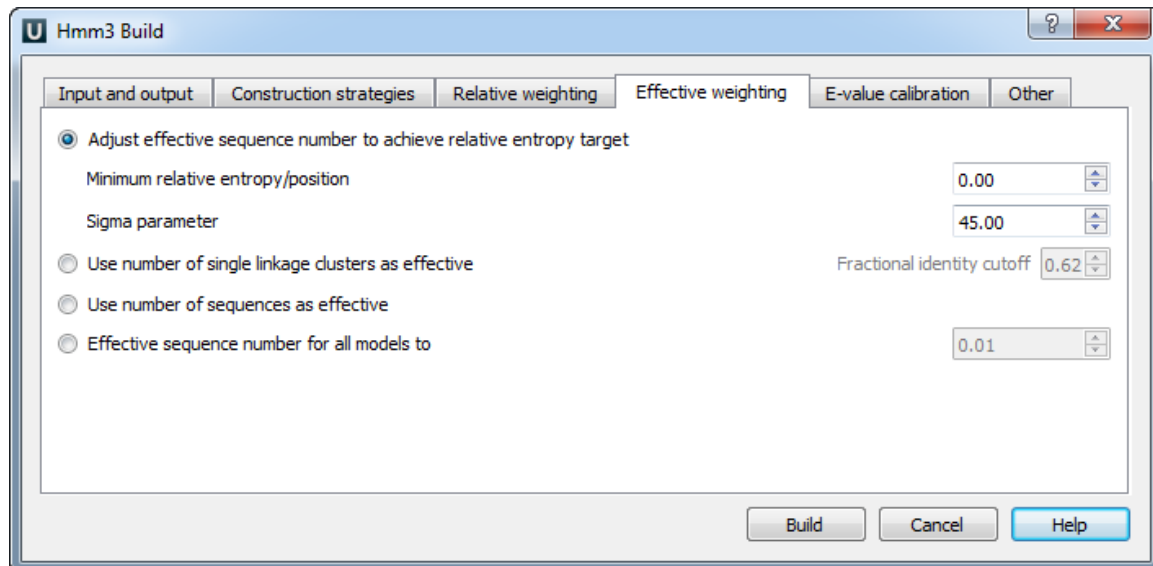 U Hmm3 Build ? X
Input and output Construction strategies Relative weighting Effective weighting E-value calibration Other
Adjust effective sequence number to achieve relative entropy target
Minimum relative entropy/position 0.00
Sigma parameter 45.00
Use number of single linkage clusters as effective Fractional identity cutoff 0.62
Use number of sequences as effective
Effective sequence number for all models to 0.01
Build Cancel Help